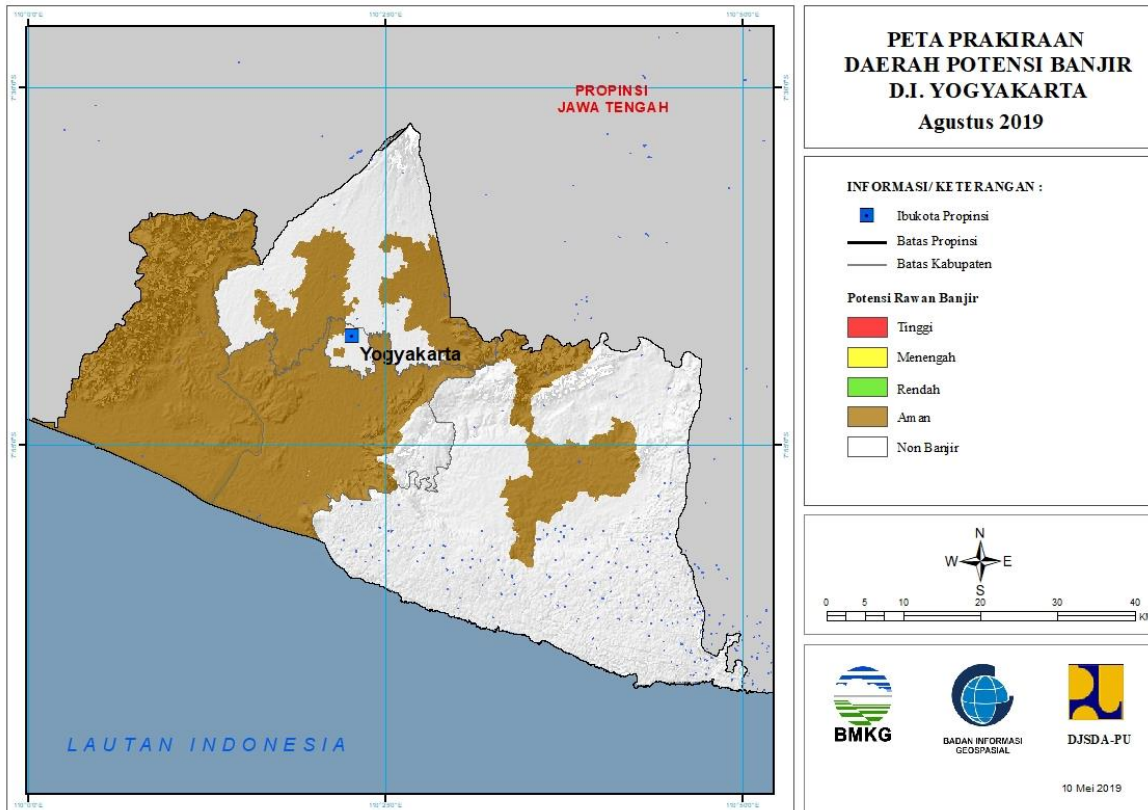 PETA PRAKIRAAN
DAERAH POTENSI BANJIR
D.I. YOGYAKARTA
Agustus 2019
PROPINSI
JAWA TENGAH
Yogyakarta
LAUTAN INDONESIA
INFORMASI/ KETERANGAN :
Ibukota Propinsi
Batas Propinsi
Batas Kabupaten
Potensi Rawan Banjir
Tinggi
Menengah
Rendah
Aman
Non Banjir
N
W E
S
0 5 10 20 30 40
BMKG
BADAN INFORMASI
GEOSPASIAL
DJSDA-PU
10 Mei 2019